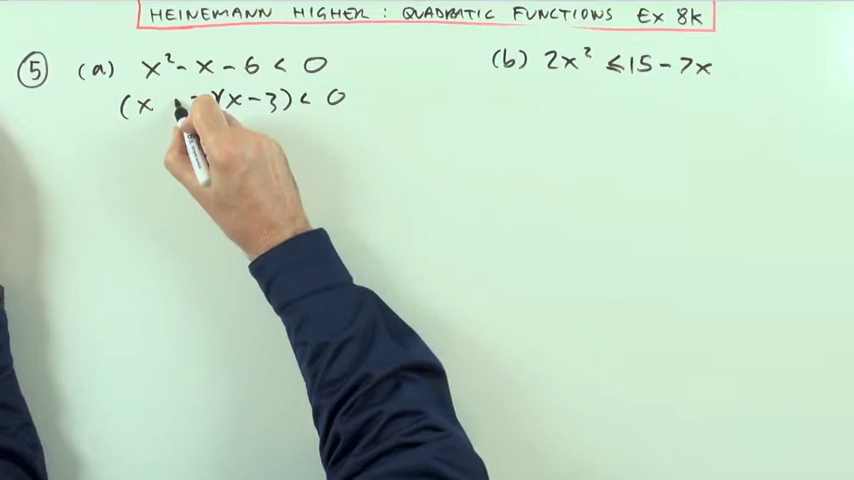 HEINEMANN HIGHER : QUADRATIC FUNCTIONS Ex 8k
5 (a) x² - x - 6 < 0
(x x - 3) < 0
(b) 2x² ≤ 15 - 7x